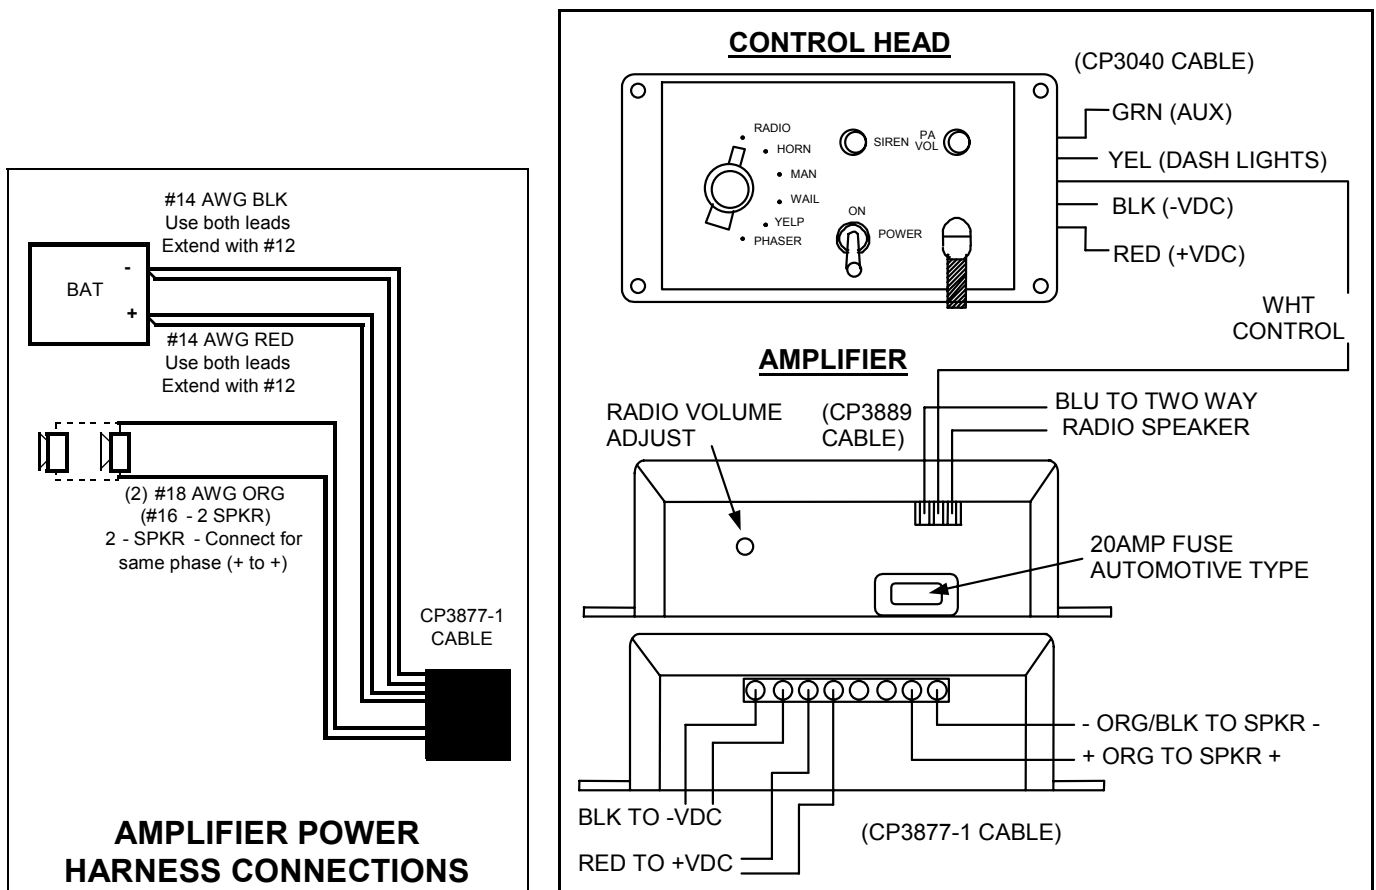 #14 AWG BLK
Use both leads
Extend with #12
-
BAT
+
#14 AWG RED
Use both leads
Extend with #12
(2) #18 AWG ORG
(#16 - 2 SPKR)
2 - SPKR - Connect for
same phase (+ to +)
CP3877-1
CABLE
AMPLIFIER POWER
HARNESS CONNECTIONS
CONTROL HEAD
(CP3040 CABLE)
RADIO
HORN
MAN
WAIL
YELP
PHASER
SIREN
PA
VOL
ON
POWER
GRN (AUX)
YEL (DASH LIGHTS)
BLK (-VDC)
RED (+VDC)
WHT
CONTROL
AMPLIFIER
RADIO VOLUME
ADJUST
(CP3889
CABLE)
BLU TO TWO WAY
RADIO SPEAKER
20AMP FUSE
AUTOMOTIVE TYPE
- ORG/BLK TO SPKR -
+ ORG TO SPKR +
BLK TO -VDC
RED TO +VDC
(CP3877-1 CABLE)